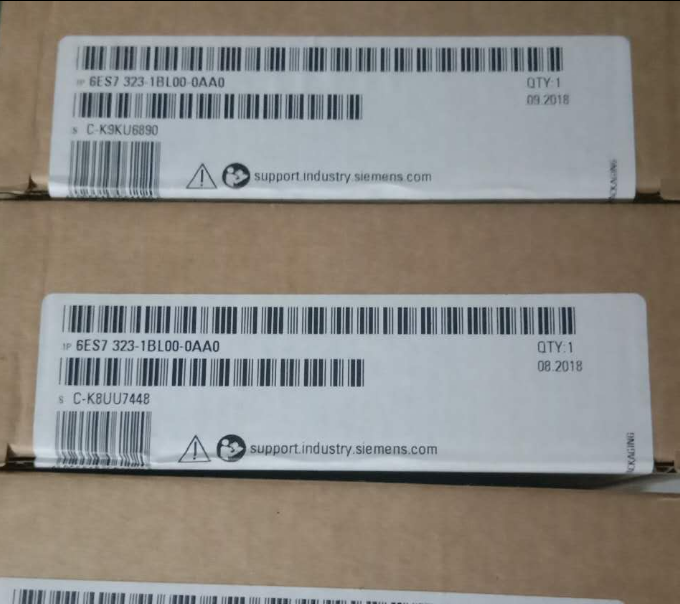 1P 6ES7 323-1BL00-0AA0
QTY:1
09.2018
S C-K9KU6890
support.industry.siemens.com
1P 6ES7 323-1BL00-0AA0
QTY:1
08.2018
S C-K8UU7448
support.industry.siemens.com